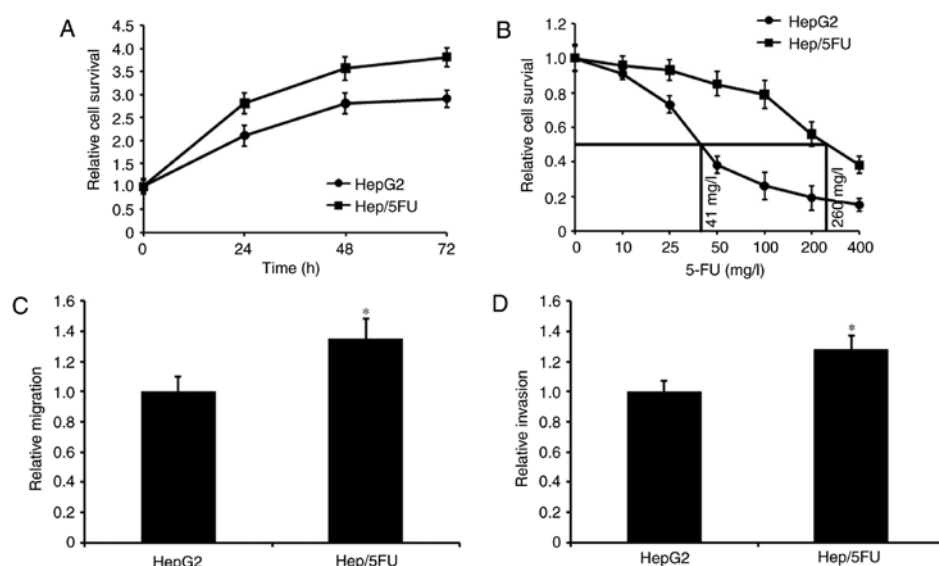 A
4.5
4.0
3.5
3.0
2.5
2.0
1.5
1.0
0.5
0
Relative cell survival
HepG2
Hep/5FU
0 24 48 72
Time (h)
B
1.2
1.0
0.8
0.6
0.4
0.2
0
Relative cell survival
HepG2
Hep/5FU
41 mg/l
260 mg/l
0 10 25 50 100 200 400
5-FU (mg/l)
C
1.6
1.4
1.2
1.0
0.8
0.6
0.4
0.2
0
Relative migration
*
HepG2 Hep/5FU
D
1.6
1.4
1.2
1.0
0.8
0.6
0.4
0.2
0
Relative invasion
*
HepG2 Hep/5FU